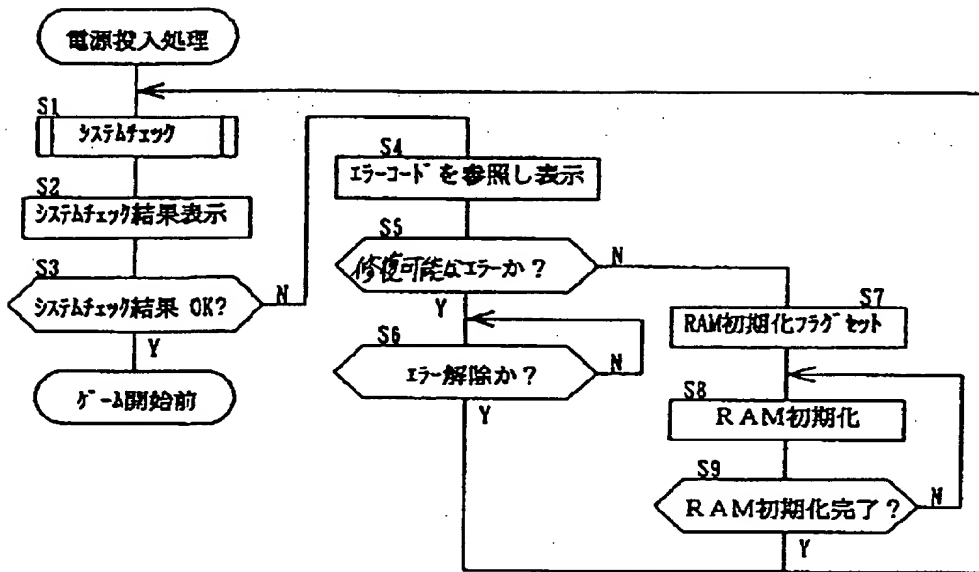 電源投入処理
S1
システムチェック
S2
システムチェック結果表示
S3
システムチェック結果 OK?
N
Y
ゲーム開始前
S4
エラーコードを参照し表示
S5
修復可能なエラーか?
N
Y
S6
エラー解除か?
N
Y
S7
RAM初期化フラグセット
S8
RAM初期化
S9
RAM初期化完了?
N
Y